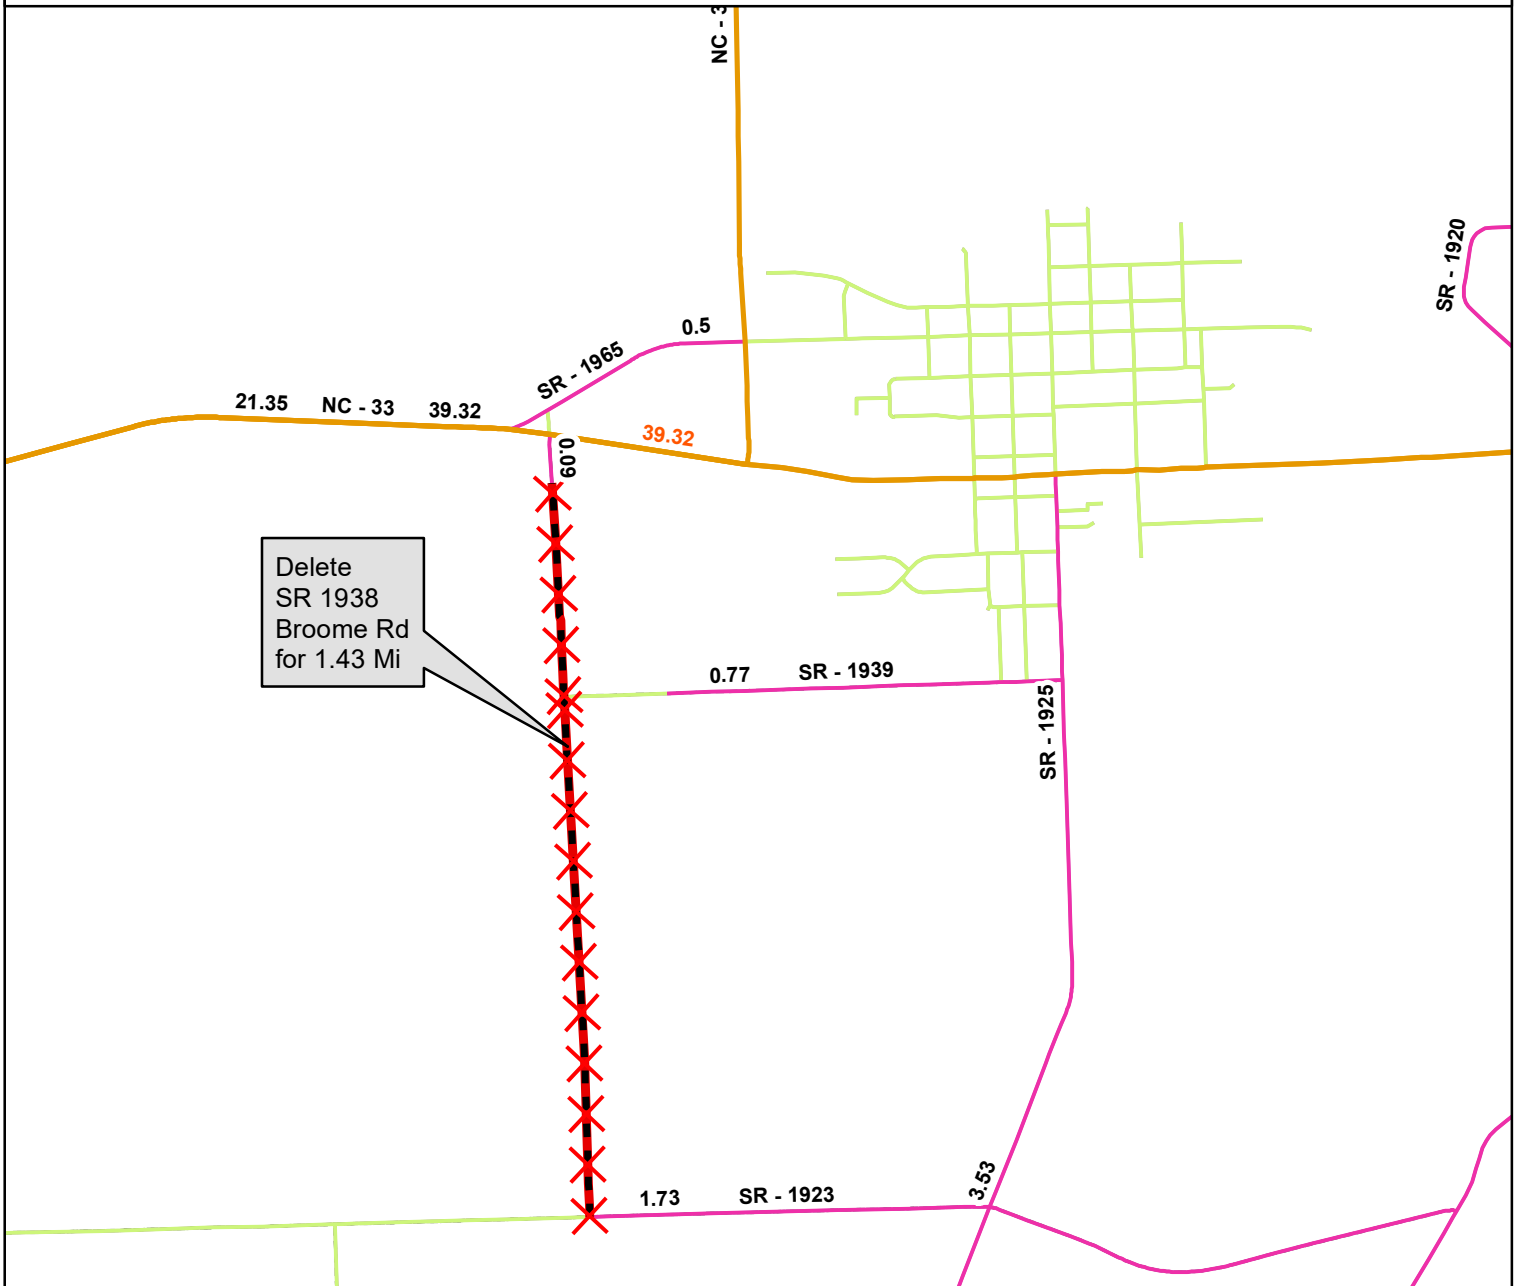 NC - 3
SR - 1920
0.5
SR - 1965
21.35 NC - 33 39.32
39.32
0.09
Delete
SR 1938
Broome Rd
for 1.43 Mi
0.77 SR - 1939
SR - 1925
3.53
1.73 SR - 1923